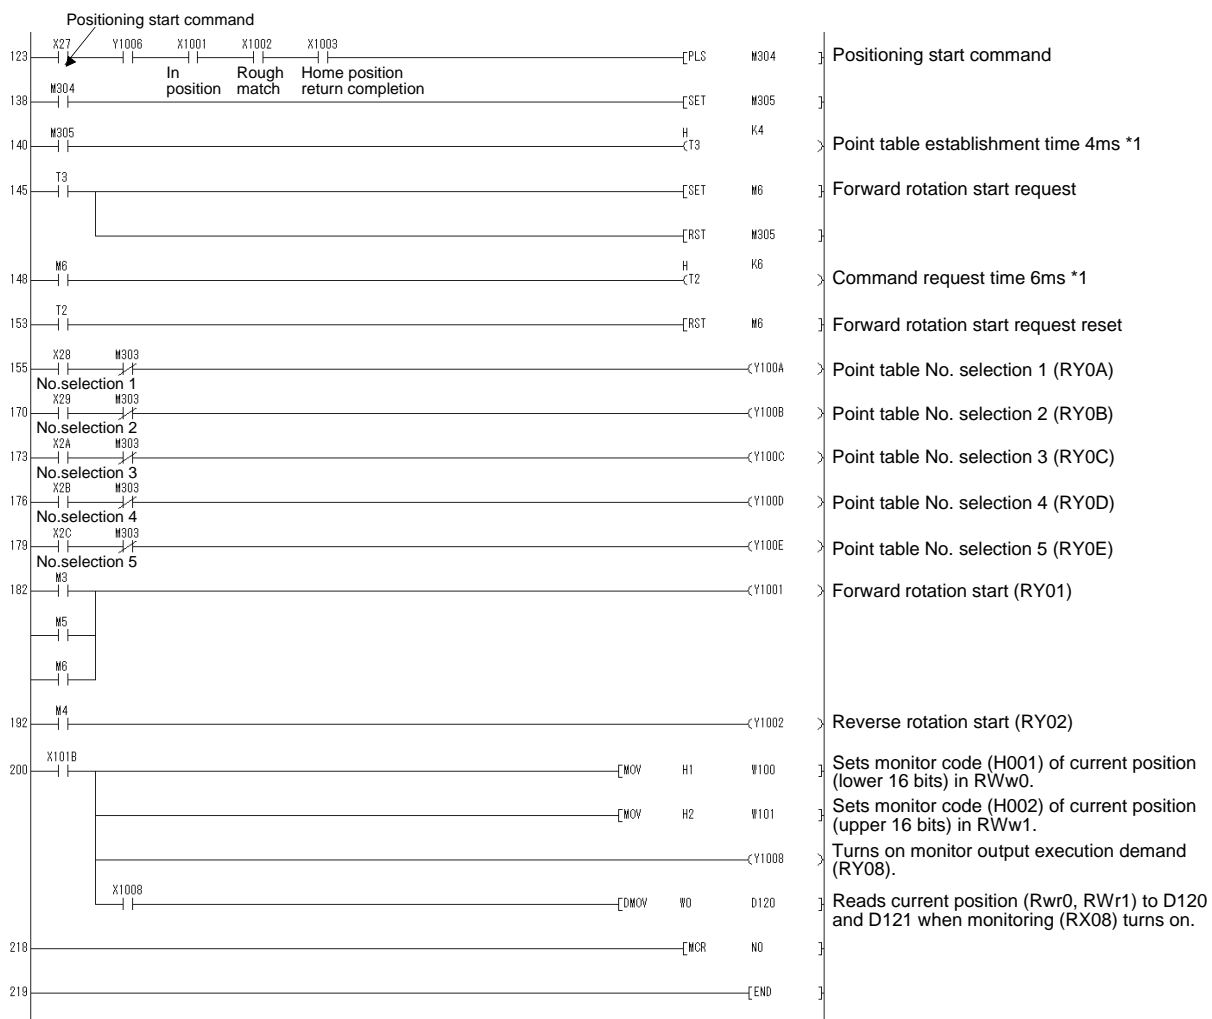 Positioning start command
X27 Y1006 X1001 X1002 X1003
123 [PLS M304 ] Positioning start command
In position Rough match Home position return completion
M304
138 [SET M305 ]
M305 H K4
140 (T3 ) Point table establishment time 4ms *1
T3
145 [SET M6 ] Forward rotation start request
[RST M305 ]
M6 H K6
148 (T2 ) Command request time 6ms *1
T2
153 [RST M6 ] Forward rotation start request reset
X28 M303
155 (Y100A ) Point table No. selection 1 (RY0A)
No.selection 1
X29 M303
170 (Y100B ) Point table No. selection 2 (RY0B)
No.selection 2
X2A M303
173 (Y100C ) Point table No. selection 3 (RY0C)
No.selection 3
X2B M303
176 (Y100D ) Point table No. selection 4 (RY0D)
No.selection 4
X2C M303
179 (Y100E ) Point table No. selection 5 (RY0E)
No.selection 5
M3
182 (Y1001 ) Forward rotation start (RY01)
M5
M6
M4
192 (Y1002 ) Reverse rotation start (RY02)
X101B
200 [MOV H1 W100 ] Sets monitor code (H001) of current position
(lower 16 bits) in RWw0.
[MOV H2 W101 ] Sets monitor code (H002) of current position
(upper 16 bits) in RWw1.
(Y1008 ) Turns on monitor output execution demand
(RY08).
X1008
[DMOV W0 D120 ] Reads current position (Rwr0, RWr1) to D120
and D121 when monitoring (RX08) turns on.
218 [MCR N0 ]
219 [END ]